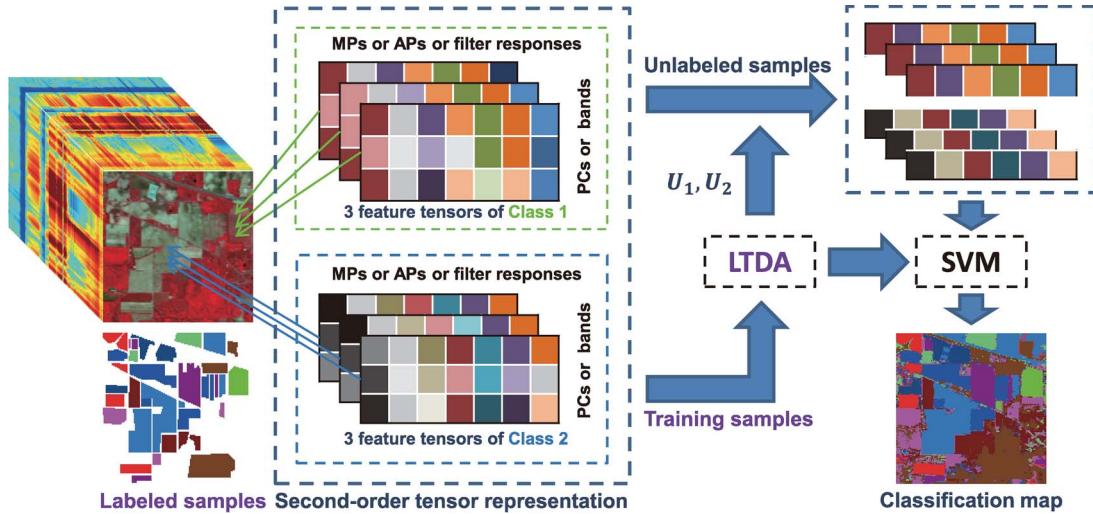 MPs or APs or filter responses
PCs or bands
3 feature tensors of Class 1
MPs or APs or filter responses
PCs or bands
3 feature tensors of Class 2
Labeled samples
Second-order tensor representation
Unlabeled samples
U1, U2
LTDA
SVM
Training samples
Classification map